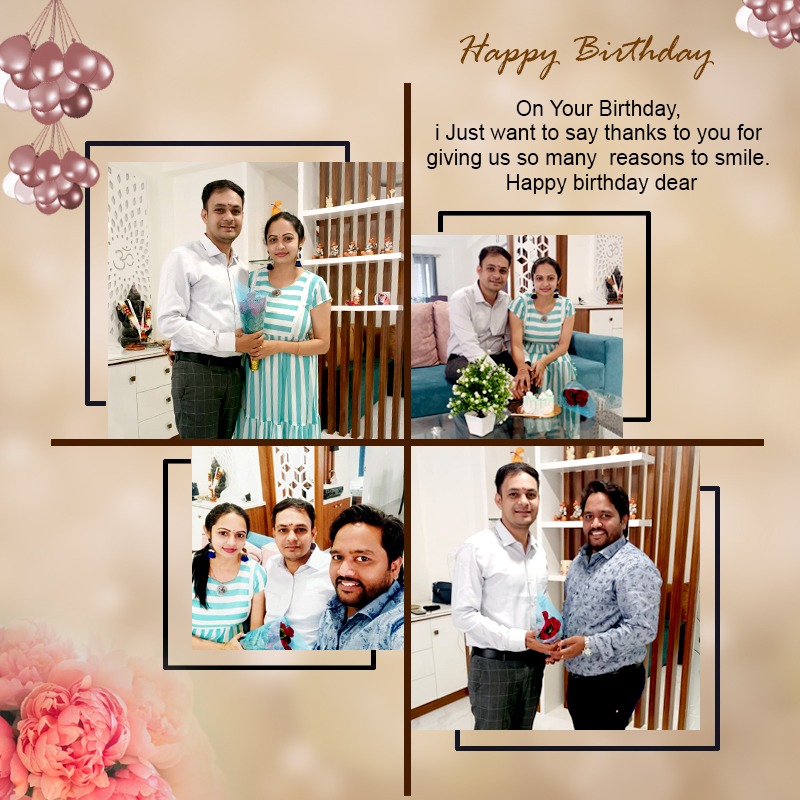 Happy Birthday
On Your Birthday,
i Just want to say thanks to you for
giving us so many  reasons to smile.
Happy birthday dear
ॐ